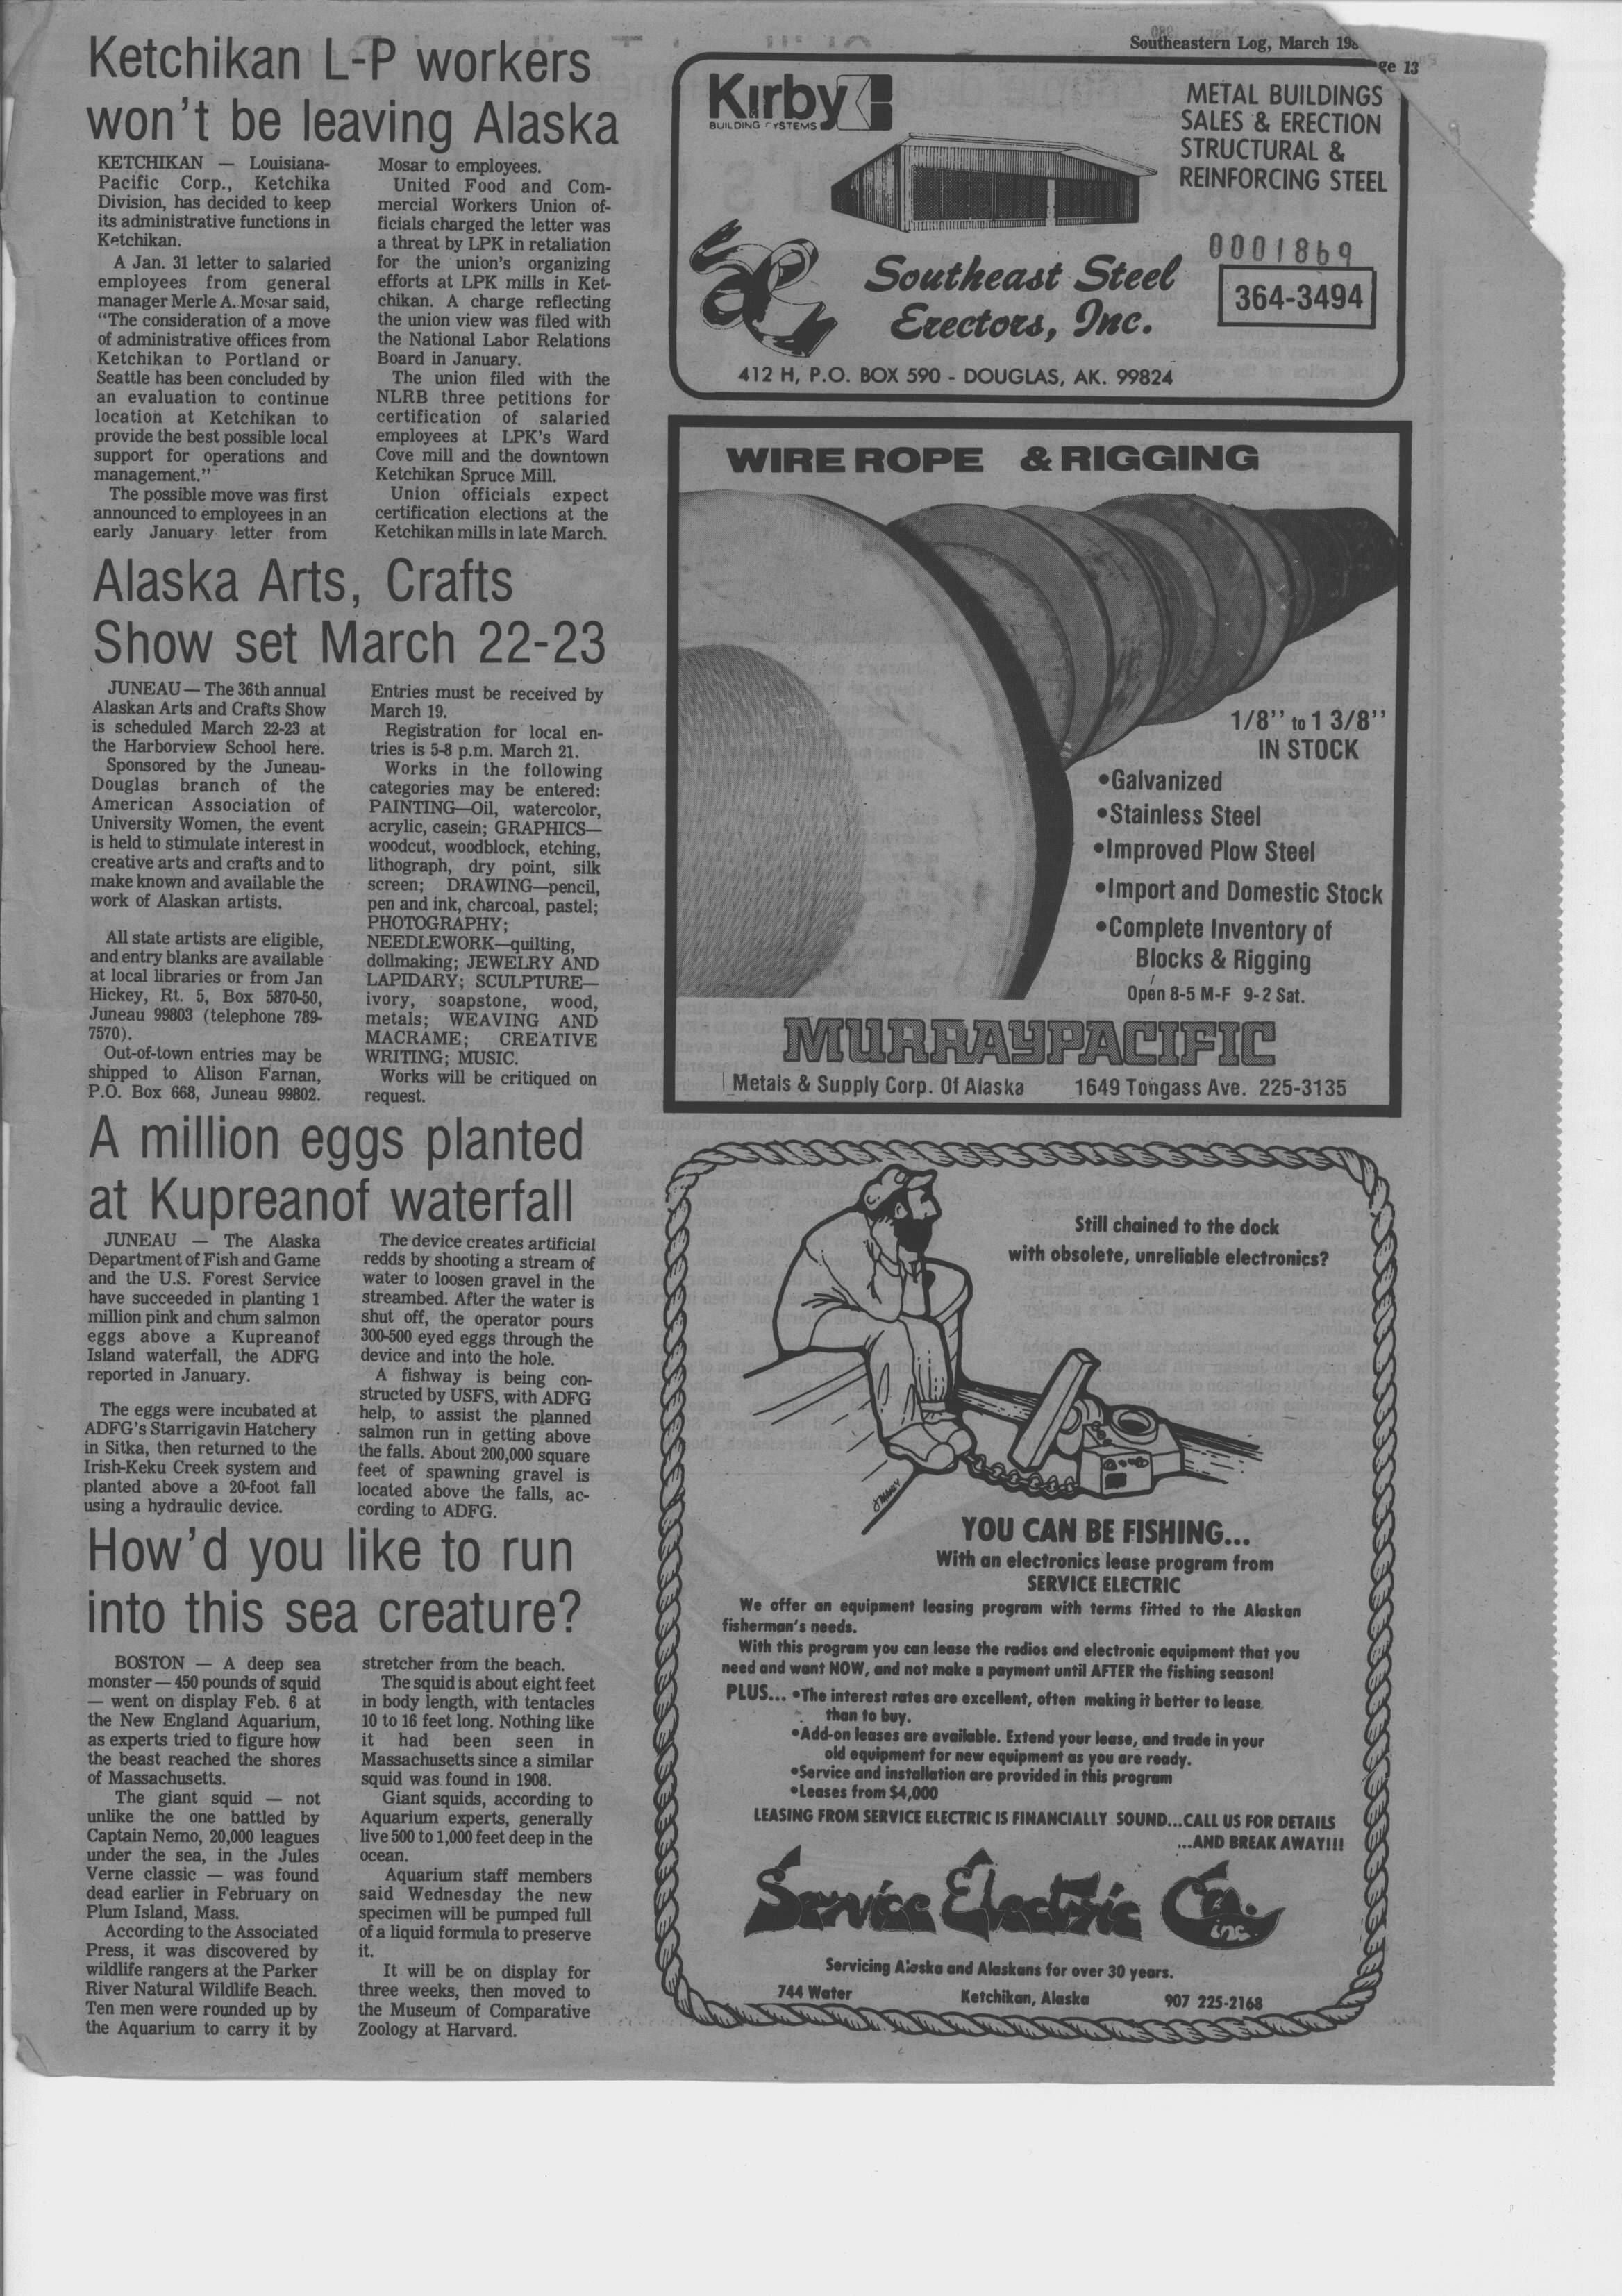 Southeastern Log, March 198
ge 13
Ketchikan L-P workers
won't be leaving Alaska
KETCHIKAN — Louisiana-
Pacific Corp., Ketchika
Division, has decided to keep
its administrative functions in
Ketchikan.
A Jan. 31 letter to salaried
employees from general
manager Merle A. Mosar said,
“The consideration of a move
of administrative offices from
Ketchikan to Portland or
Seattle has been concluded by
an evaluation to continue
location at Ketchikan to
provide the best possible local
support for operations and
management.”
The possible move was first
announced to employees in an
early January letter from
Mosar to employees.
United Food and Com-
mercial Workers Union of-
ficials charged the letter was
a threat by LPK in retaliation
for the union's organizing
efforts at LPK mills in Ket-
chikan. A charge reflecting
the union view was filed with
the National Labor Relations
Board in January.
The union filed with the
NLRB three petitions for
certification of salaried
employees at LPK's Ward
Cove mill and the downtown
Ketchikan Spruce Mill.
Union officials expect
certification elections at the
Ketchikan mills in late March.
Alaska Arts, Crafts
Show set March 22-23
JUNEAU — The 36th annual
Alaskan Arts and Crafts Show
is scheduled March 22-23 at
the Harborview School here.
Sponsored by the Juneau-
Douglas branch of the
American Association of
University Women, the event
is held to stimulate interest in
creative arts and crafts and to
make known and available the
work of Alaskan artists.
All state artists are eligible,
and entry blanks are available
at local libraries or from Jan
Hickey, Rt. 5, Box 5870-50,
Juneau 99803 (telephone 789-
7570).
Out-of-town entries may be
shipped to Alison Farnan,
P.O. Box 668, Juneau 99802.
Entries must be received by
March 19.
Registration for local en-
tries is 5-8 p.m. March 21.
Works in the following
categories may be entered:
PAINTING—Oil, watercolor,
acrylic, casein; GRAPHICS—
woodcut, woodblock, etching,
lithograph, dry point, silk
screen; DRAWING—pencil,
pen and ink, charcoal, pastel;
PHOTOGRAPHY;
NEEDLEWORK—quilting,
dollmaking; JEWELRY AND
LAPIDARY; SCULPTURE—
ivory, soapstone, wood,
metals; WEAVING AND
MACRAME; CREATIVE
WRITING; MUSIC.
Works will be critiqued on
request.
A million eggs planted
at Kupreanof waterfall
JUNEAU — The Alaska
Department of Fish and Game
and the U.S. Forest Service
have succeeded in planting 1
million pink and chum salmon
eggs above a Kupreanof
Island waterfall, the ADFG
reported in January.
The eggs were incubated at
ADFG's Starrigavin Hatchery
in Sitka, then returned to the
Irish-Keku Creek system and
planted above a 20-foot fall
using a hydraulic device.
The device creates artificial
redds by shooting a stream of
water to loosen gravel in the
streambed. After the water is
shut off, the operator pours
300-500 eyed eggs through the
device and into the hole.
A fishway is being con-
structed by USFS, with ADFG
help, to assist the planned
salmon run in getting above
the falls. About 200,000 square
feet of spawning gravel is
located above the falls, ac-
cording to ADFG.
How'd you like to run
into this sea creature?
BOSTON — A deep sea
monster — 450 pounds of squid
— went on display Feb. 6 at
the New England Aquarium,
as experts tried to figure how
the beast reached the shores
of Massachusetts.
The giant squid — not
unlike the one battled by
Captain Nemo, 20,000 leagues
under the sea, in the Jules
Verne classic — was found
dead earlier in February on
Plum Island, Mass.
According to the Associated
Press, it was discovered by
wildlife rangers at the Parker
River Natural Wildlife Beach.
Ten men were rounded up by
the Aquarium to carry it by
stretcher from the beach.
The squid is about eight feet
in body length, with tentacles
10 to 16 feet long. Nothing like
it had been seen in
Massachusetts since a similar
squid was found in 1908.
Giant squids, according to
Aquarium experts, generally
live 500 to 1,000 feet deep in the
ocean.
Aquarium staff members
said Wednesday the new
specimen will be pumped full
of a liquid formula to preserve
it.
It will be on display for
three weeks, then moved to
the Museum of Comparative
Zoology at Harvard.
Kirby
BUILDING SYSTEMS
METAL BUILDINGS
SALES & ERECTION
STRUCTURAL &
REINFORCING STEEL
0001869
Southeast Steel
Erectors, Inc.
364-3494
412 H, P.O. BOX 590 - DOUGLAS, AK. 99824
WIRE ROPE & RIGGING
1/8'' to 1 3/8''
IN STOCK
•Galvanized
•Stainless Steel
•Improved Plow Steel
•Import and Domestic Stock
•Complete Inventory of
Blocks & Rigging
Open 8-5 M-F 9-2 Sat.
MURRAY PACIFIC
Metals & Supply Corp. Of Alaska 1649 Tongass Ave. 225-3135
Still chained to the dock
with obsolete, unreliable electronics?
YOU CAN BE FISHING...
With an electronics lease program from
SERVICE ELECTRIC
We offer an equipment leasing program with terms fitted to the Alaskan
fisherman's needs.
With this program you can lease the radios and electronic equipment that you
need and want NOW, and not make a payment until AFTER the fishing season!
PLUS... •The interest rates are excellent, often making it better to lease
than to buy.
•Add-on leases are available. Extend your lease, and trade in your
old equipment for new equipment as you are ready.
•Service and installation are provided in this program
•Leases from $4,000
LEASING FROM SERVICE ELECTRIC IS FINANCIALLY SOUND...CALL US FOR DETAILS
...AND BREAK AWAY!!!
Service Electric Co. inc.
Servicing Alaska and Alaskans for over 30 years.
744 Water Ketchikan, Alaska 907 225-2168